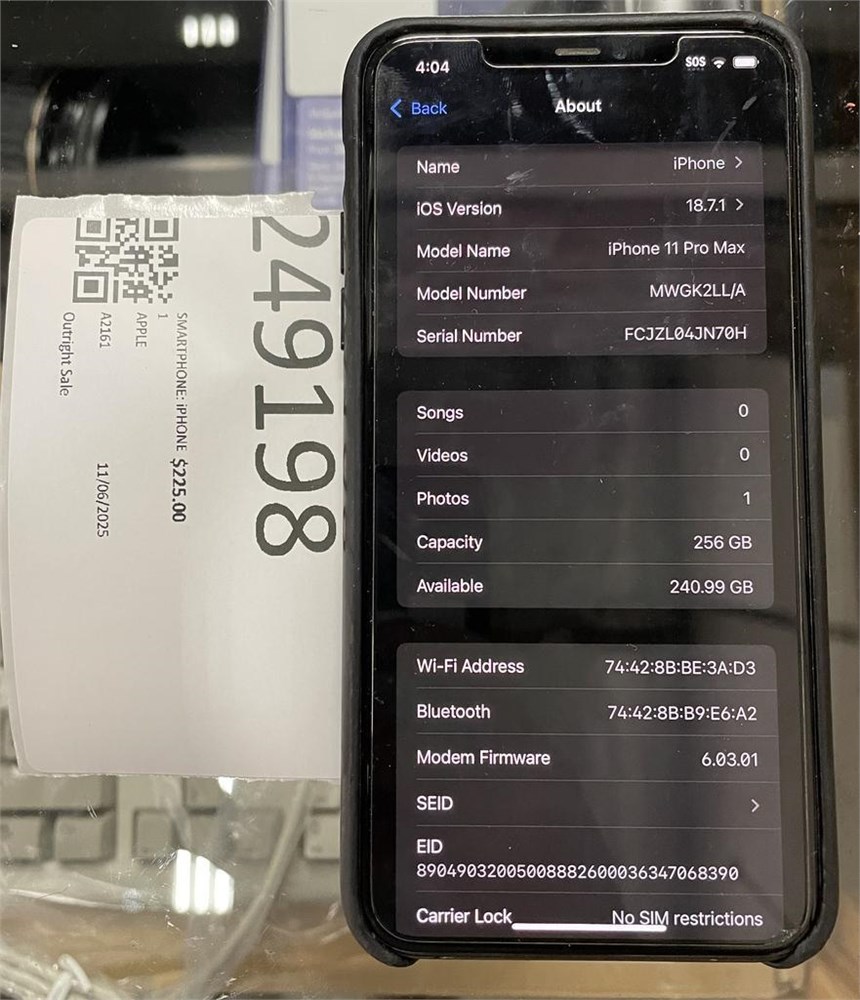 249198
SMARTPHONE: iPHONE $225.00
1
APPLE
A2161 11/06/2025
Outright Sale
4:04 SOS
Back About
Name iPhone
iOS Version 18.7.1
Model Name iPhone 11 Pro Max
Model Number MWGK2LL/A
Serial Number FCJZL04JN70H
Songs 0
Videos 0
Photos 1
Capacity 256 GB
Available 240.99 GB
Wi-Fi Address 74:42:8B:BE:3A:D3
Bluetooth 74:42:8B:B9:E6:A2
Modem Firmware 6.03.01
SEID
EID
89049032005008882600036347068390
Carrier Lock No SIM restrictions